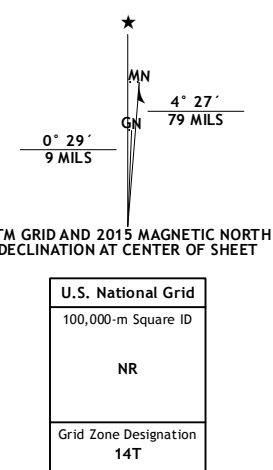 ★
MN
4° 27´
79 MILS
GN
0° 29´
9 MILS
TM GRID AND 2015 MAGNETIC NORTH
DECLINATION AT CENTER OF SHEET
U.S. National Grid
100,000-m Square ID
NR
Grid Zone Designation
14T